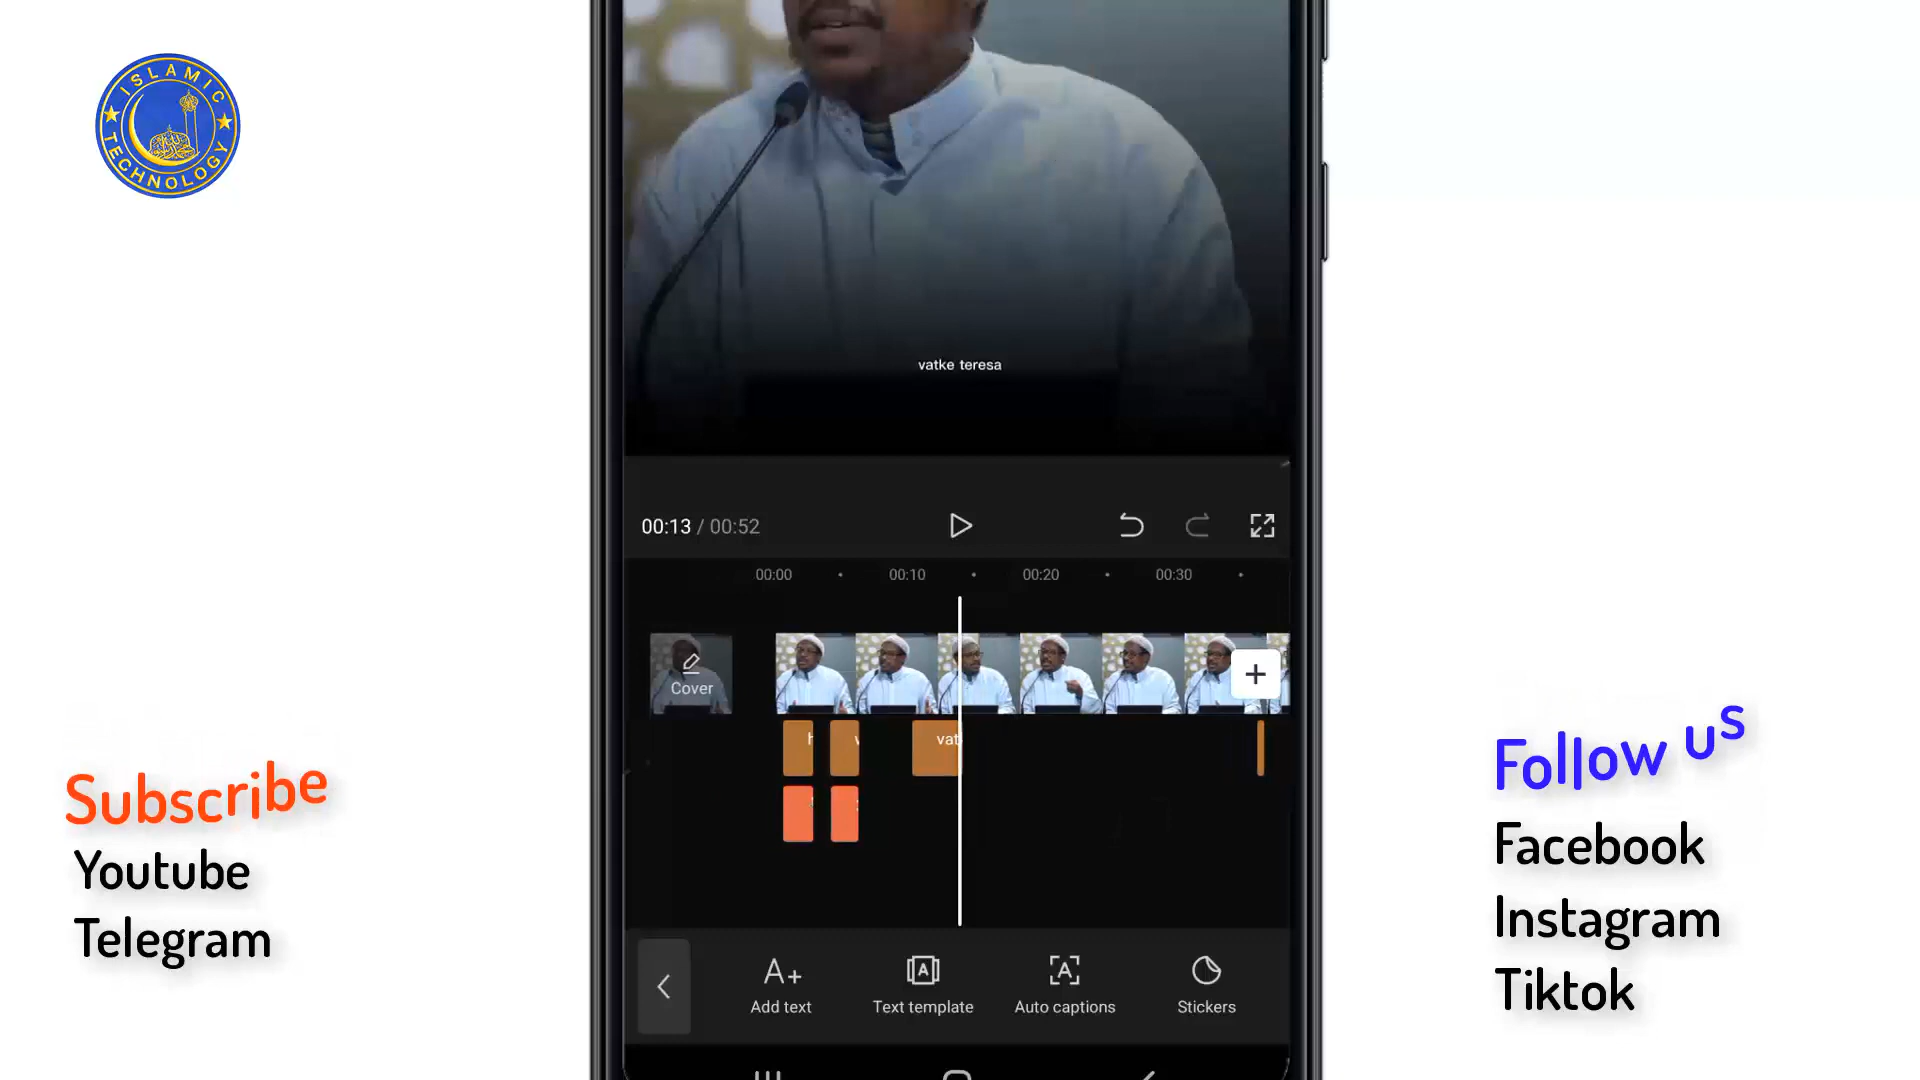 ISLAMIC
TECHNOLOGY
vatke teresa
00:13 / 00:52
00:00
00:10
00:20
00:30
Cover
vat
Add text
Text template
Auto captions
Stickers
Subscribe
Youtube
Telegram
Follow us
Facebook
Instagram
Tiktok